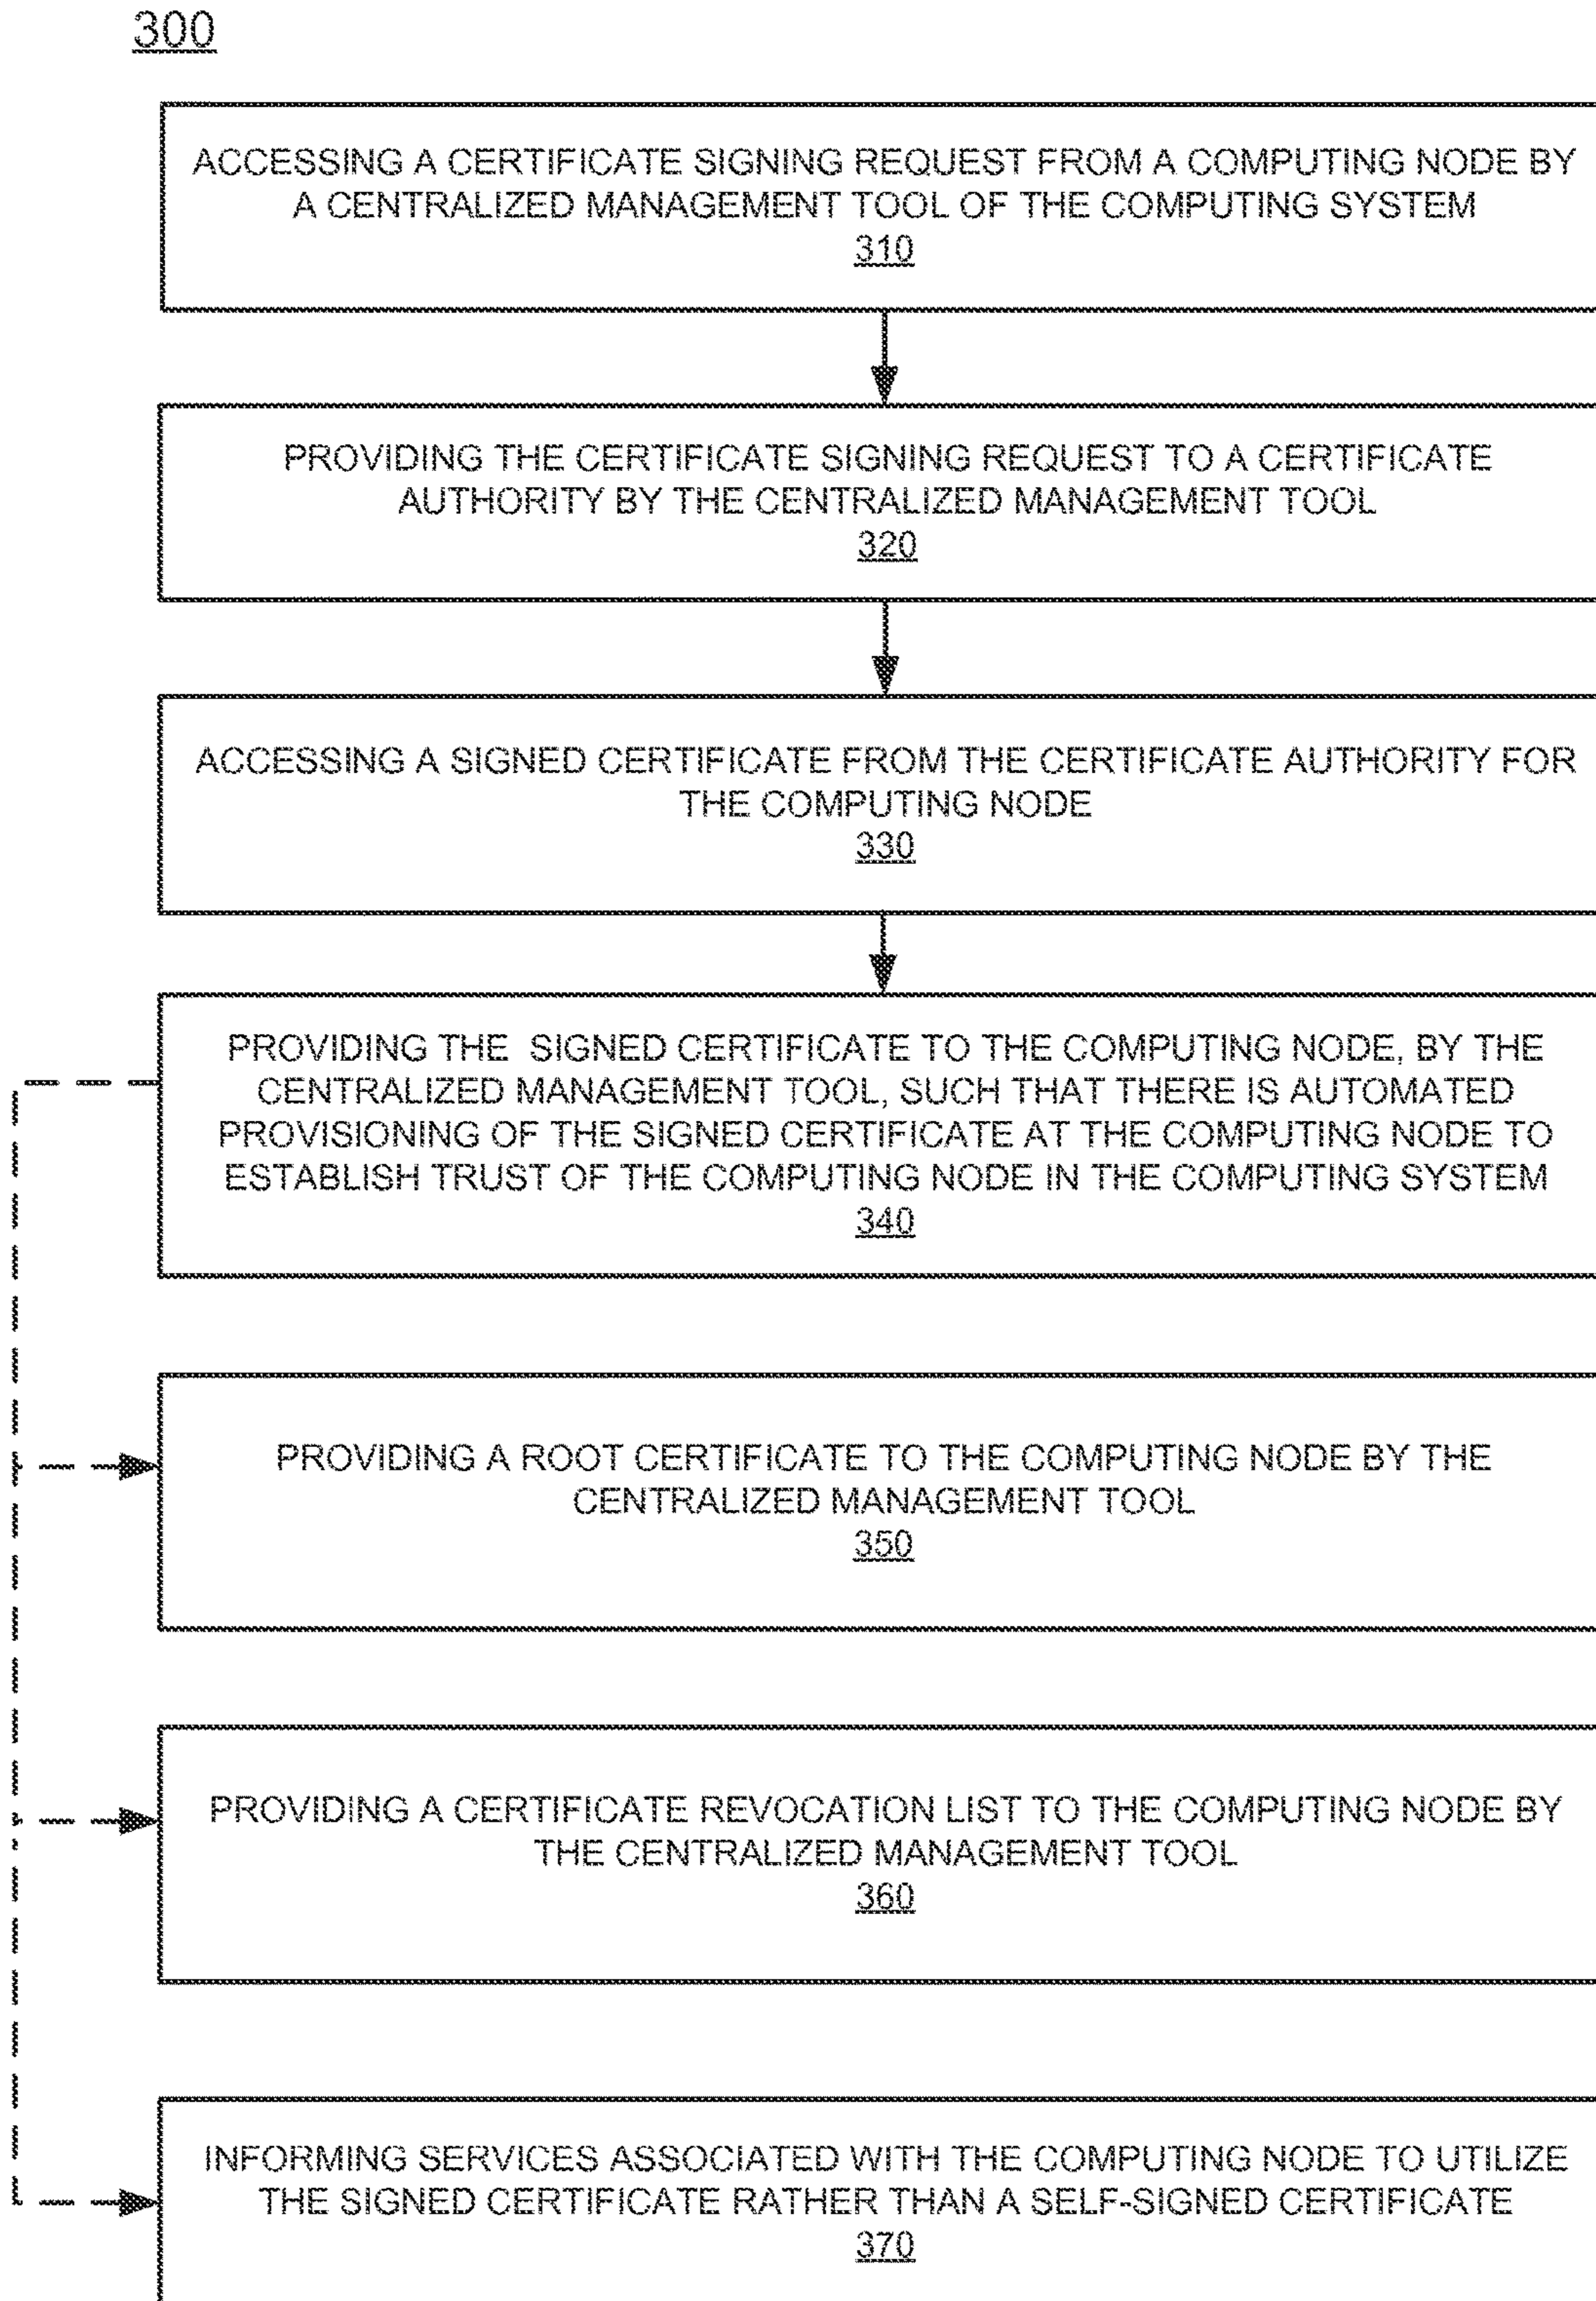 300
ACCESSING A CERTIFICATE SIGNING REQUEST FROM A COMPUTING NODE BY
A CENTRALIZED MANAGEMENT TOOL OF THE COMPUTING SYSTEM
310
PROVIDING THE CERTIFICATE SIGNING REQUEST TO A CERTIFICATE
AUTHORITY BY THE CENTRALIZED MANAGEMENT TOOL
320
ACCESSING A SIGNED CERTIFICATE FROM THE CERTIFICATE AUTHORITY FOR
THE COMPUTING NODE
330
PROVIDING THE SIGNED CERTIFICATE TO THE COMPUTING NODE, BY THE
CENTRALIZED MANAGEMENT TOOL, SUCH THAT THERE IS AUTOMATED
PROVISIONING OF THE SIGNED CERTIFICATE AT THE COMPUTING NODE TO
ESTABLISH TRUST OF THE COMPUTING NODE IN THE COMPUTING SYSTEM
340
PROVIDING A ROOT CERTIFICATE TO THE COMPUTING NODE BY THE
CENTRALIZED MANAGEMENT TOOL
350
PROVIDING A CERTIFICATE REVOCATION LIST TO THE COMPUTING NODE BY
THE CENTRALIZED MANAGEMENT TOOL
360
INFORMING SERVICES ASSOCIATED WITH THE COMPUTING NODE TO UTILIZE
THE SIGNED CERTIFICATE RATHER THAN A SELF-SIGNED CERTIFICATE
370